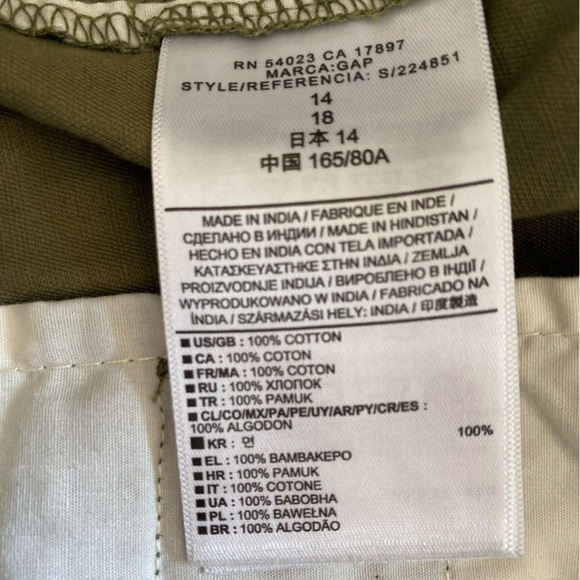 RN 54023 CA 17897
MARCA:GAP
STYLE/REFERENCIA: S/224851
14
18
日本 14
中国 165/80A
MADE IN INDIA / FABRIQUE EN INDE /
СДЕЛАНО В ИНДИИ / MADE IN HINDISTAN /
HECHO EN INDIA CON TELA IMPORTADA /
ΚΑΤΑΣΚΕΥΑΣΤΗΚΕ ΣΤΗΝ ΙΝΔΙΑ / ZEMLJA
PROIZVODNJE INDIJA / ВИРОБЛЕНО В ІНДІЇ /
WYPRODUKOWANO W INDIA / FABRICADO NA
ÍNDIA / SZÁRMAZÁSI HELY: INDIA / 印度製造
US/GB : 100% COTTON
CA : 100% COTON
FR/MA : 100% COTON
RU : 100% ХЛОПОК
TR : 100% PAMUK
CL/CO/MX/PA/PE/UY/AR/PY/CR/ES :
100% ALGODON
KR : 면 100%
EL : 100% ΒΑΜΒΑΚΕΡΟ
HR : 100% PAMUK
IT : 100% COTONE
UA : 100% БАВОВНА
PL : 100% BAWEŁNA
BR : 100% ALGODÃO